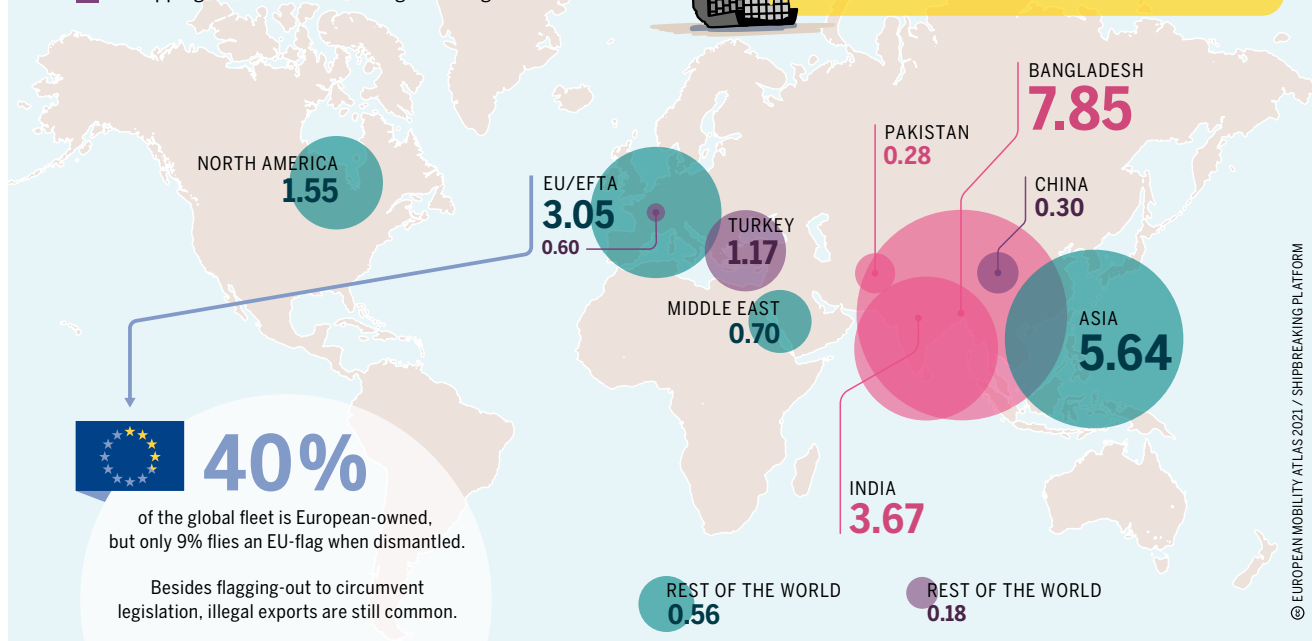 BANGLADESH
7.85
PAKISTAN
0.28
NORTH AMERICA
1.55
EU/EFTA
3.05
0.60
CHINA
0.30
TURKEY
1.17
MIDDLE EAST
0.70
ASIA
5.64
40%
of the global fleet is European-owned,
but only 9% flies an EU-flag when dismantled.
Besides flagging-out to circumvent
legislation, illegal exports are still common.
INDIA
3.67
REST OF THE WORLD
0.56
REST OF THE WORLD
0.18
EUROPEAN MOBILITY ATLAS 2021 / SHIPBREAKING PLATFORM